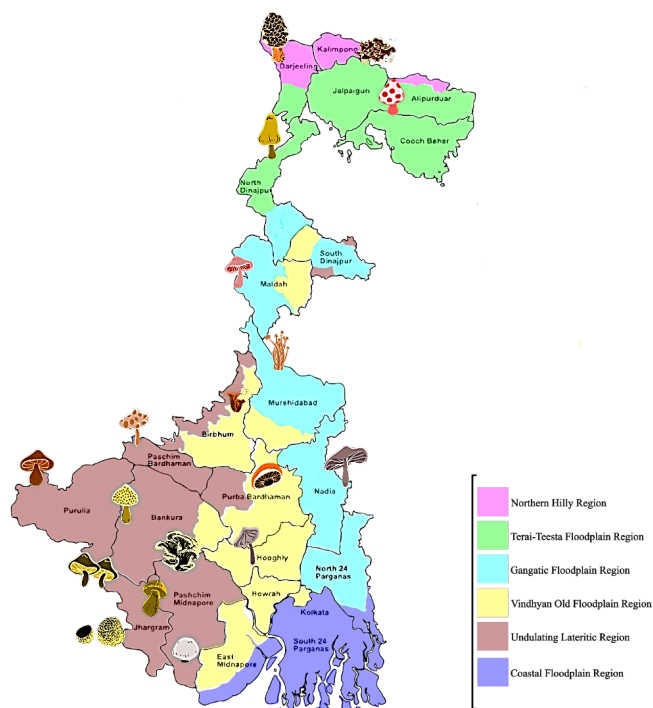 Kalimpong
Darjeeling
Jalpaiguri
Alipurduar
Cooch Behar
North
Dinajpur
South
Dinajpur
Maldah
Murshidabad
Birbhum
Paschim
Bardhaman
Purba Bardhaman
Nadia
Purulia
Bankura
Hooghly
North 24
Parganas
Howrah
Pashchim
Midnapore
Kolkata
Jhargram
South 24
Parganas
East
Midnapore
Northern Hilly Region
Terai-Teesta Floodplain Region
Gangatic Floodplain Region
Vindhyan Old Floodplain Region
Undulating Lateritic Region
Coastal Floodplain Region